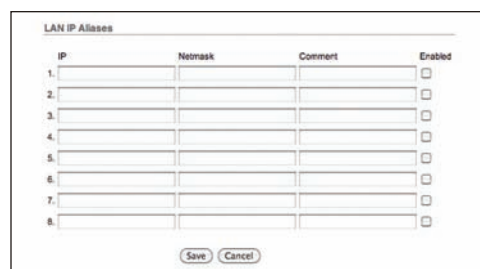 LAN IP Aliases
IP Netmask Comment Enabled
1.
2.
3.
4.
5.
6.
7.
8.
Save Cancel